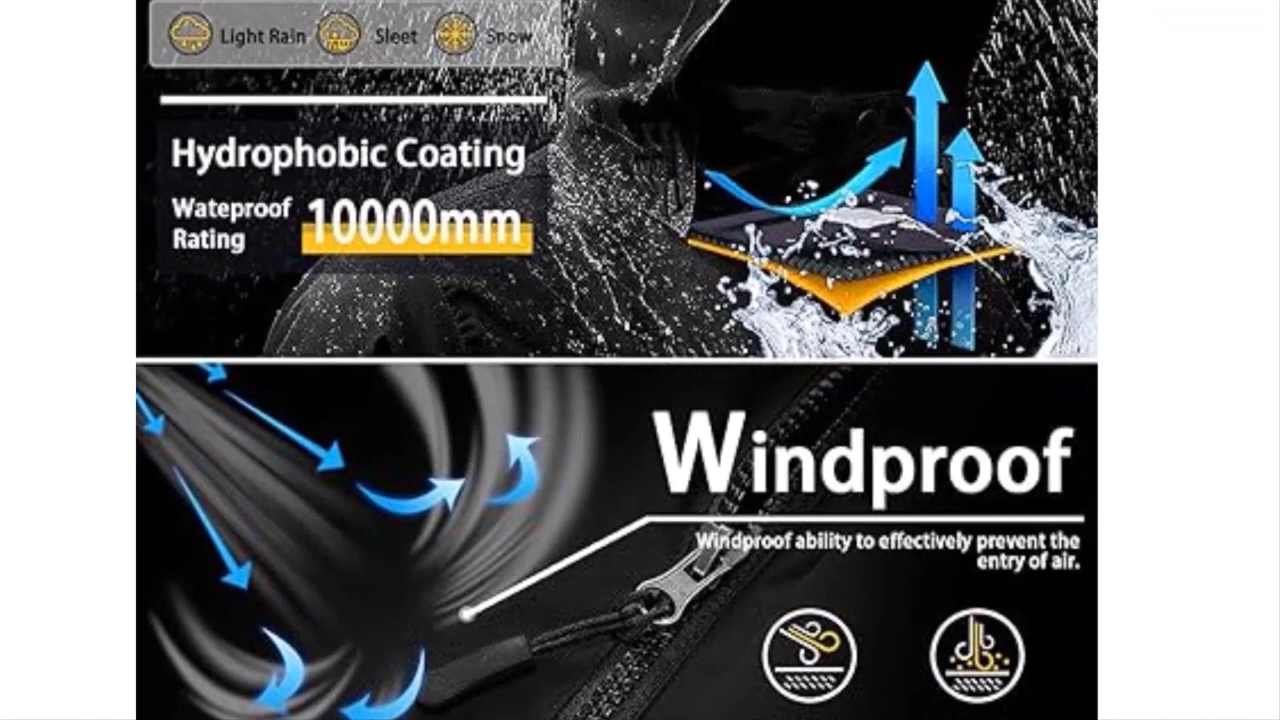 Light Rain Sleet Snow
Hydrophobic Coating
Wateproof
Rating
10000mm
Windproof
Windproof ability to effectively prevent the
entry of air.